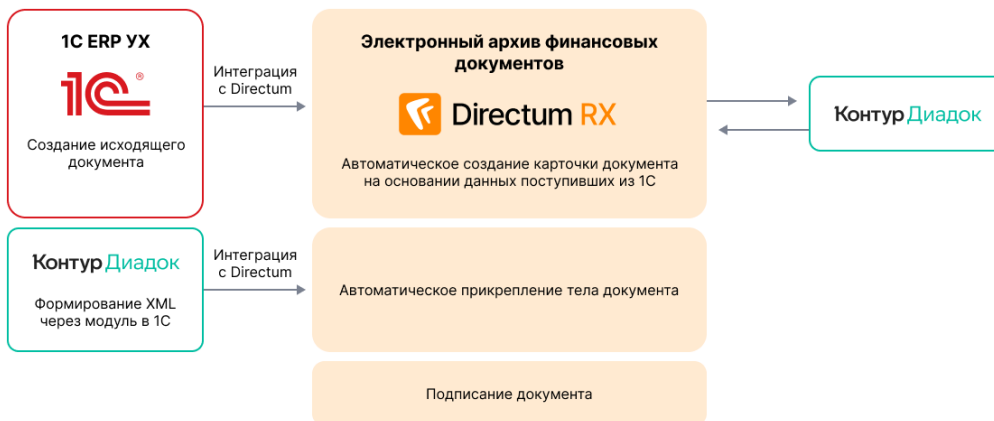 1С ERP УХ
1С®
Создание исходящего
документа
Интеграция
с Directum
Электронный архив финансовых
документов
Directum RX
Автоматическое создание карточки документа
на основании данных поступивших из 1С
Контур Диадок
Контур Диадок
Формирование XML
через модуль в 1С
Интеграция
с Directum
Автоматическое прикрепление тела документа
Подписание документа